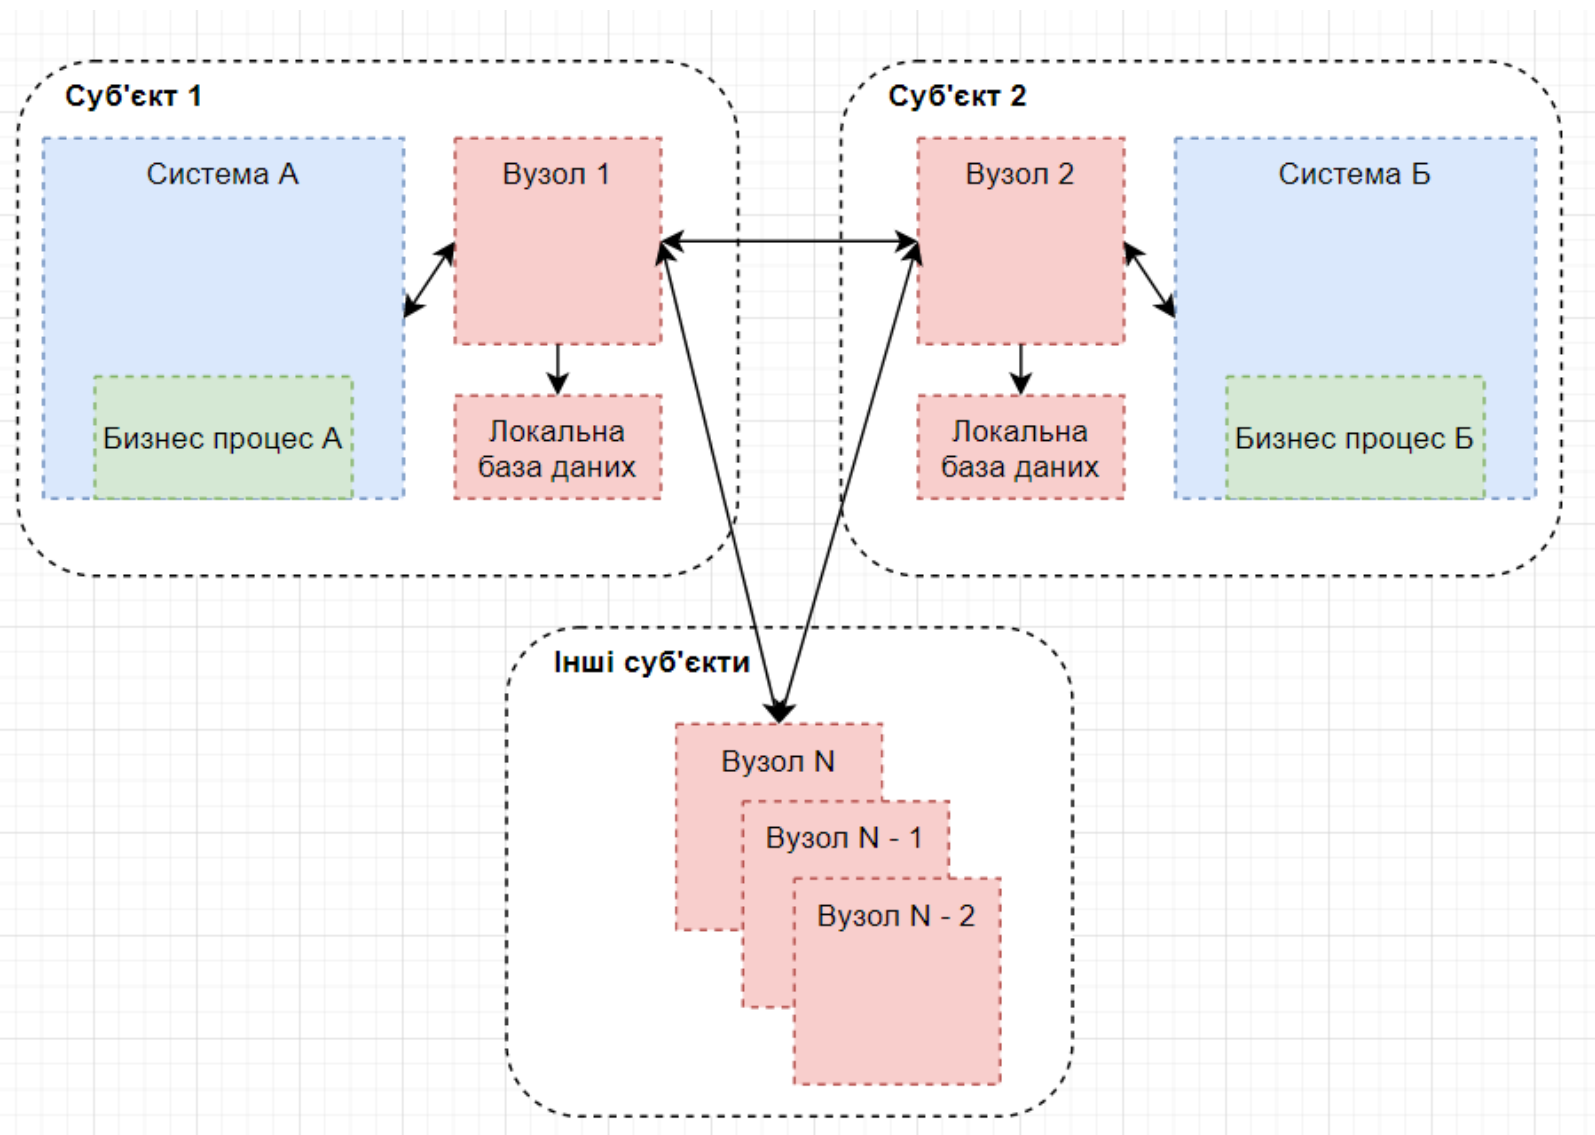 Суб'єкт 1
Система А
Вузол 1
Бизнес процес А
Локальна
база даних
Суб'єкт 2
Вузол 2
Система Б
Локальна
база даних
Бизнес процес Б
Інші суб'єкти
Вузол N
Вузол N - 1
Вузол N - 2